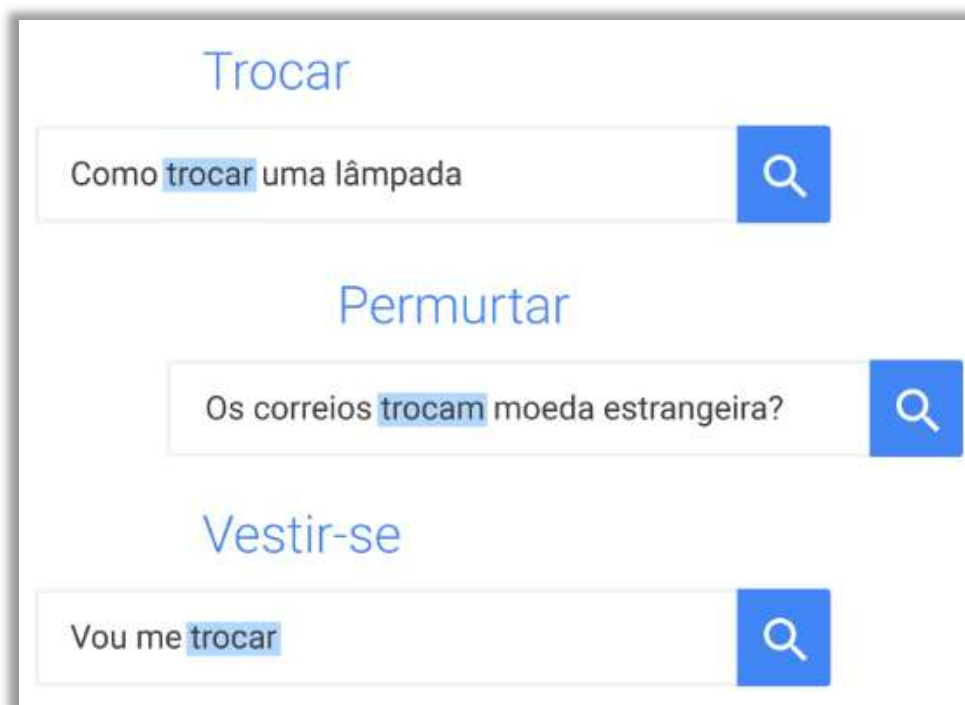 Trocar
Como trocar uma lâmpada
Permurtar
Os correios trocam moeda estrangeira?
Vestir-se
Vou me trocar